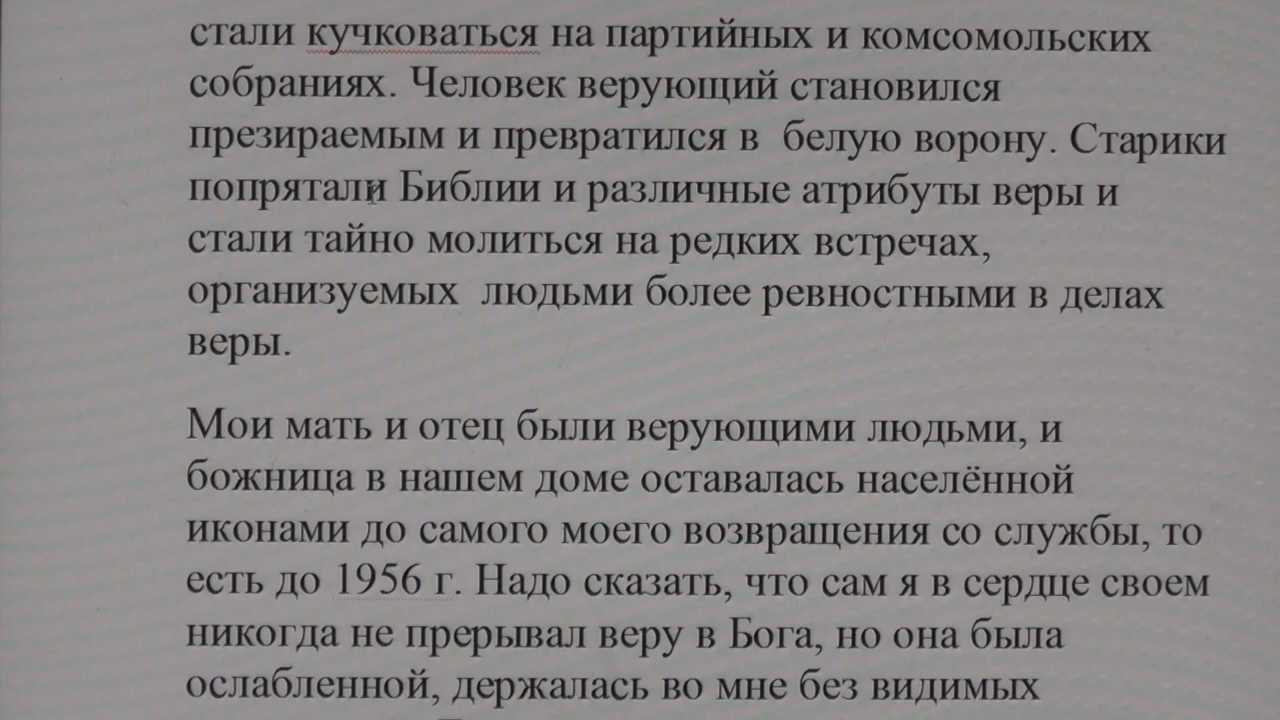 стали кучковаться на партийных и комсомольских
собраниях. Человек верующий становился
презираемым и превратился в  белую ворону. Старики
попрятали Библии и различные атрибуты веры и
стали тайно молиться на редких встречах,
организуемых  людьми более ревностными в делах
веры.
Мои мать и отец были верующими людьми, и
божница в нашем доме оставалась населённой
иконами до самого моего возвращения со службы, то
есть до 1956 г. Надо сказать, что сам я в сердце своем
никогда не прерывал веру в Бога, но она была
ослабленной, держалась во мне без видимых